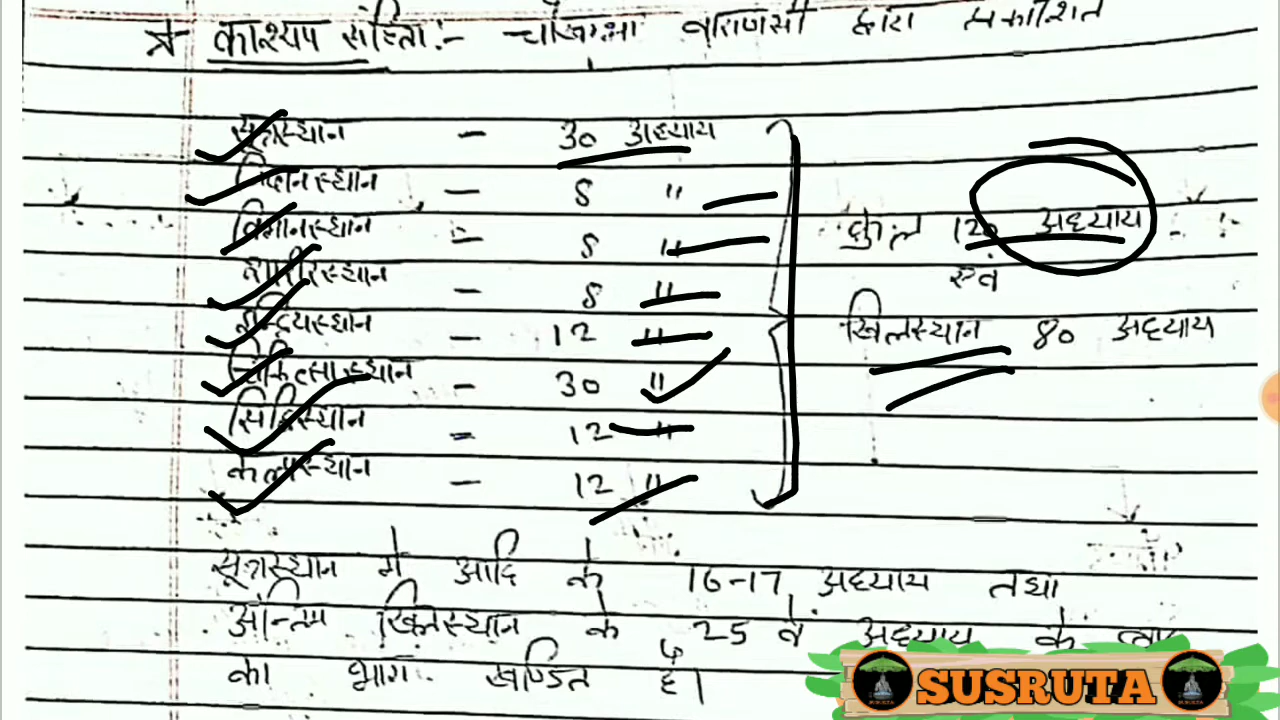 * काश्यप संहिता :- चौखम्भा वाराणसी द्वारा प्रकाशित
सूत्रस्थान - 30 अध्याय
निदानस्थान - 8 "
विमानस्थान - 8 "
शारीरस्थान - 8 "
इन्द्रियस्थान - 12 "
चिकित्सास्थान - 30 "
सिद्धिस्थान - 12 "
कल्पस्थान - 12 "
कुल 120 अध्याय
एवं
खिलस्थान 80 अध्याय
सूत्रस्थान में आदि के 16-17 अध्याय तथा
अन्तिम खिलस्थान के 25 वें अध्याय के बाद
का भाग खण्डित है।
SUSRUTA